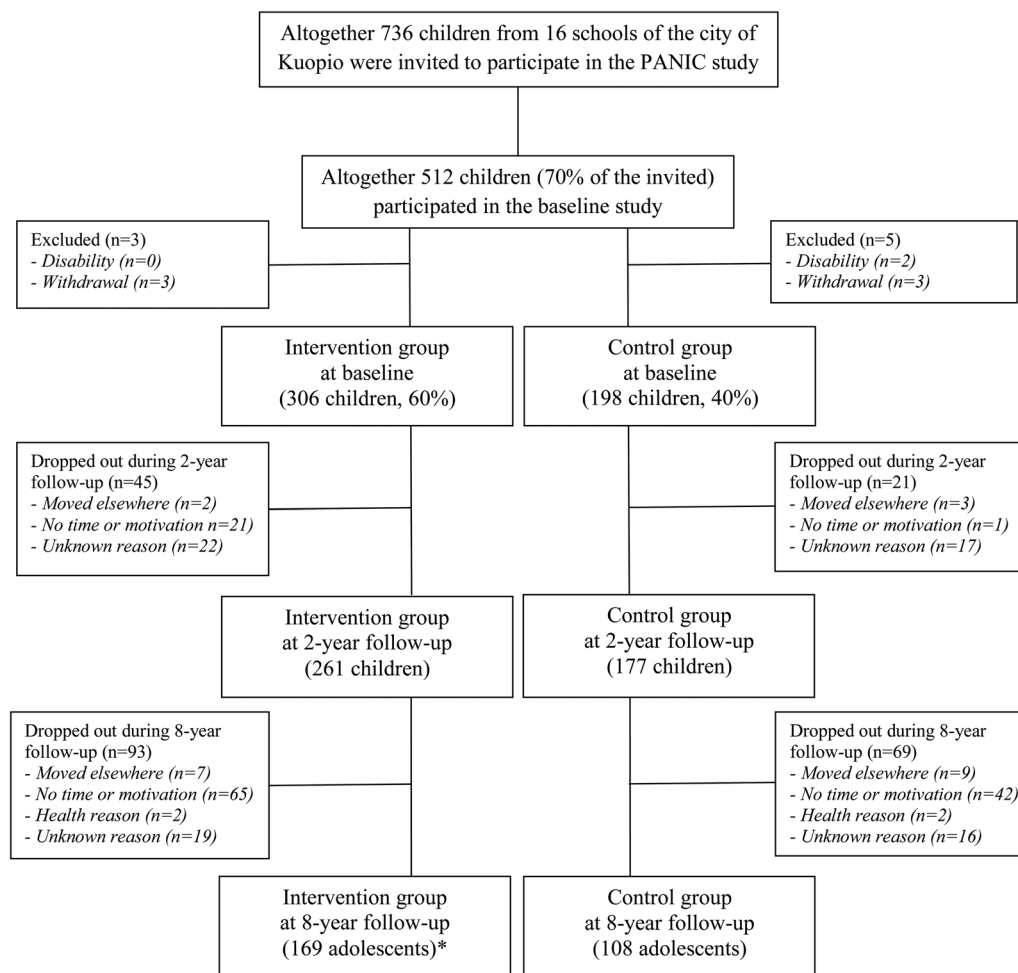 Altogether 736 children from 16 schools of the city of
Kuopio were invited to participate in the PANIC study
Altogether 512 children (70% of the invited)
participated in the baseline study
Excluded (n=3)
- Disability (n=0)
- Withdrawal (n=3)
Excluded (n=5)
- Disability (n=2)
- Withdrawal (n=3)
Intervention group
at baseline
(306 children, 60%)
Control group
at baseline
(198 children, 40%)
Dropped out during 2-year
follow-up (n=45)
- Moved elsewhere (n=2)
- No time or motivation n=21)
- Unknown reason (n=22)
Dropped out during 2-year
follow-up (n=21)
- Moved elsewhere (n=3)
- No time or motivation (n=1)
- Unknown reason (n=17)
Intervention group
at 2-year follow-up
(261 children)
Control group
at 2-year follow-up
(177 children)
Dropped out during 8-year
follow-up (n=93)
- Moved elsewhere (n=7)
- No time or motivation (n=65)
- Health reason (n=2)
- Unknown reason (n=19)
Dropped out during 8-year
follow-up (n=69)
- Moved elsewhere (n=9)
- No time or motivation (n=42)
- Health reason (n=2)
- Unknown reason (n=16)
Intervention group
at 8-year follow-up
(169 adolescents)*
Control group
at 8-year follow-up
(108 adolescents)